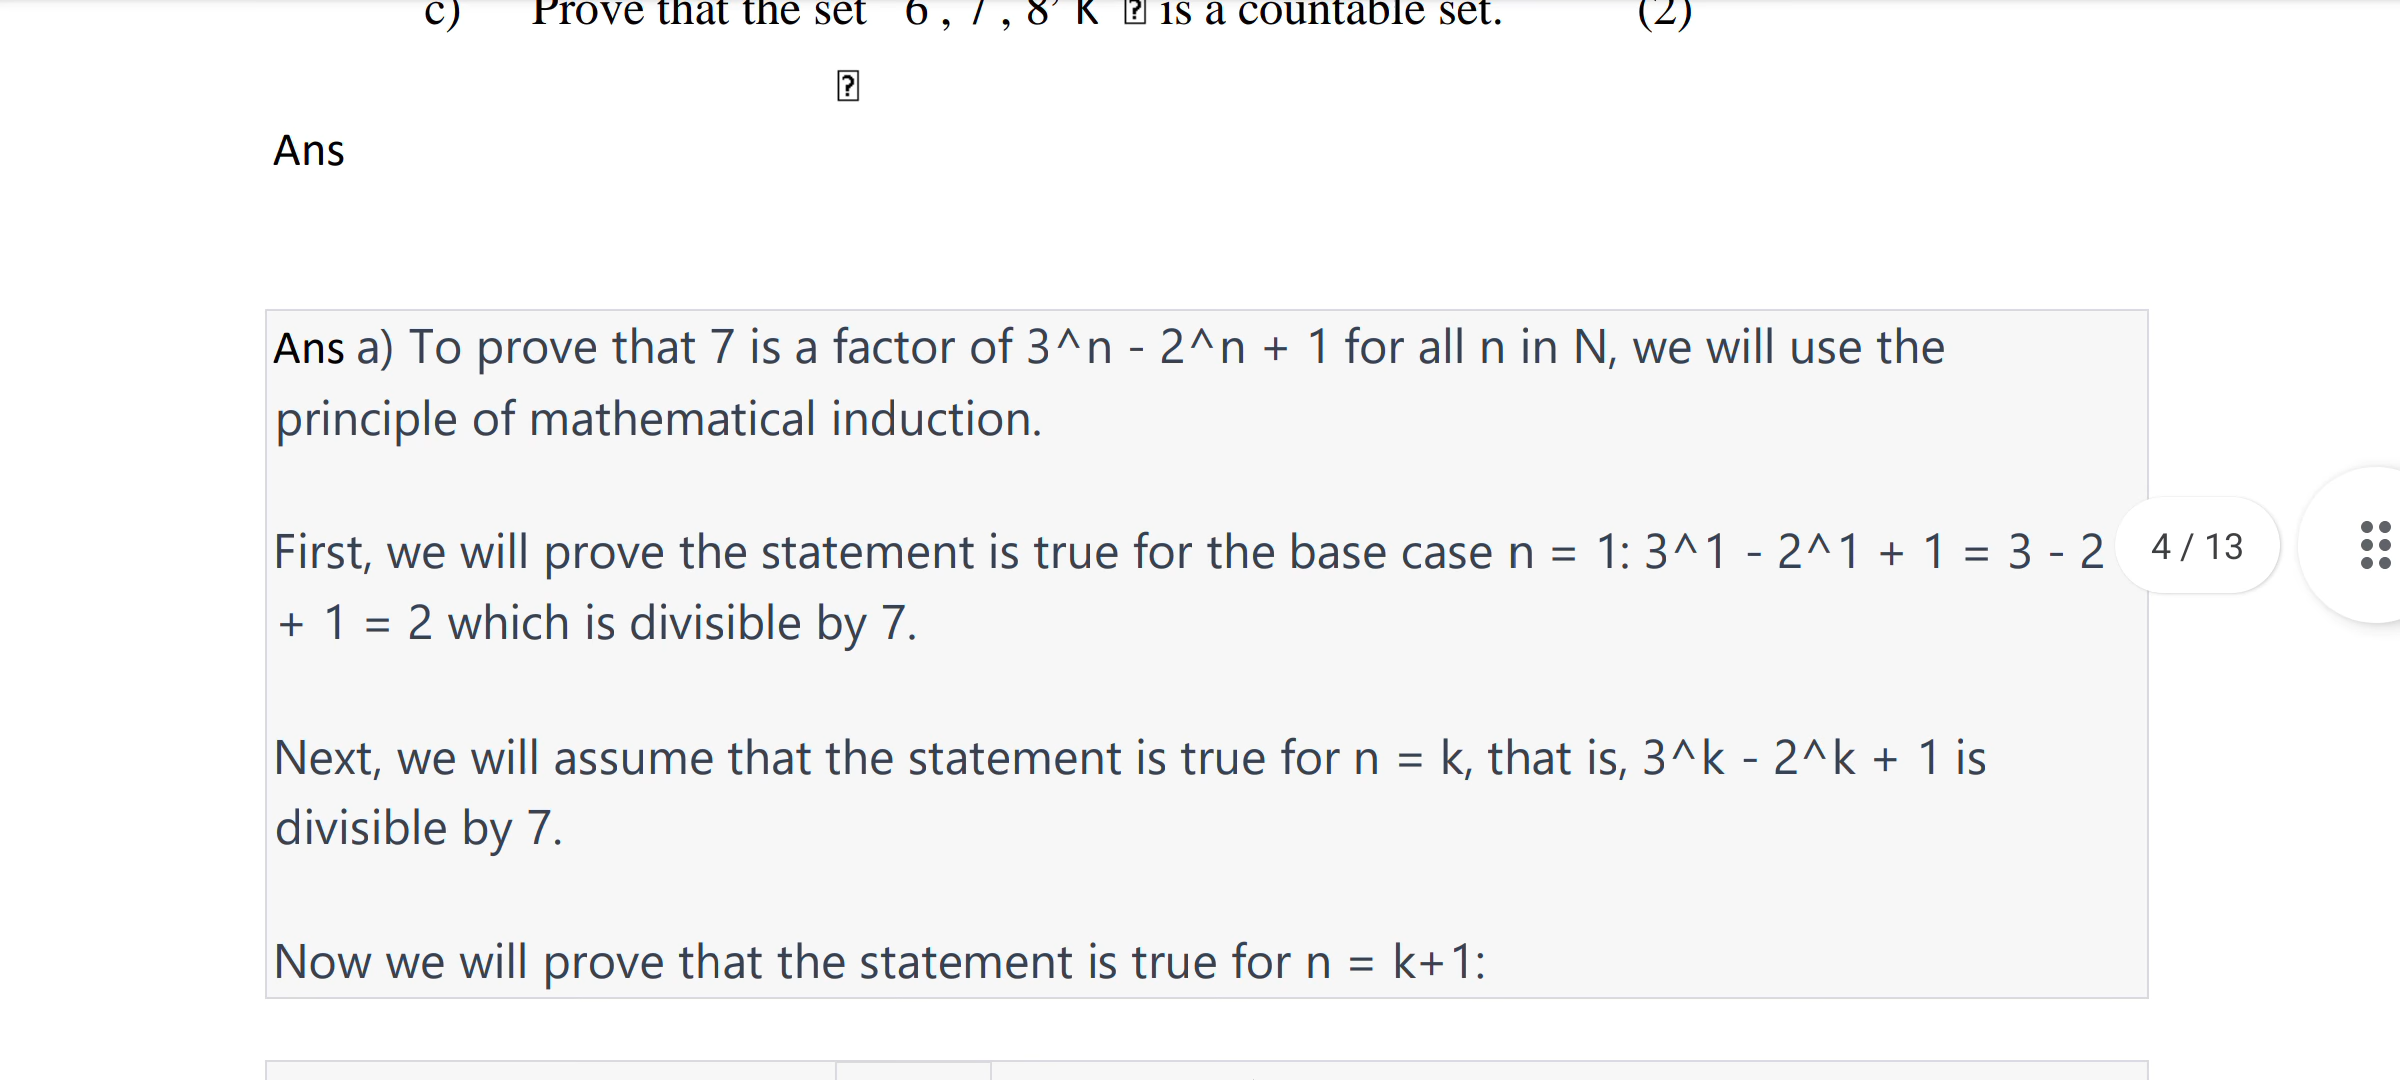 c) Prove that the set 6 , 7 , 8, K is a countable set. (2)
Ans
Ans a) To prove that 7 is a factor of 3^n - 2^n + 1 for all n in N, we will use the
principle of mathematical induction.
First, we will prove the statement is true for the base case n = 1: 3^1 - 2^1 + 1 = 3 - 2
+ 1 = 2 which is divisible by 7.
4 / 13
Next, we will assume that the statement is true for n = k, that is, 3^k - 2^k + 1 is
divisible by 7.
Now we will prove that the statement is true for n = k+1: